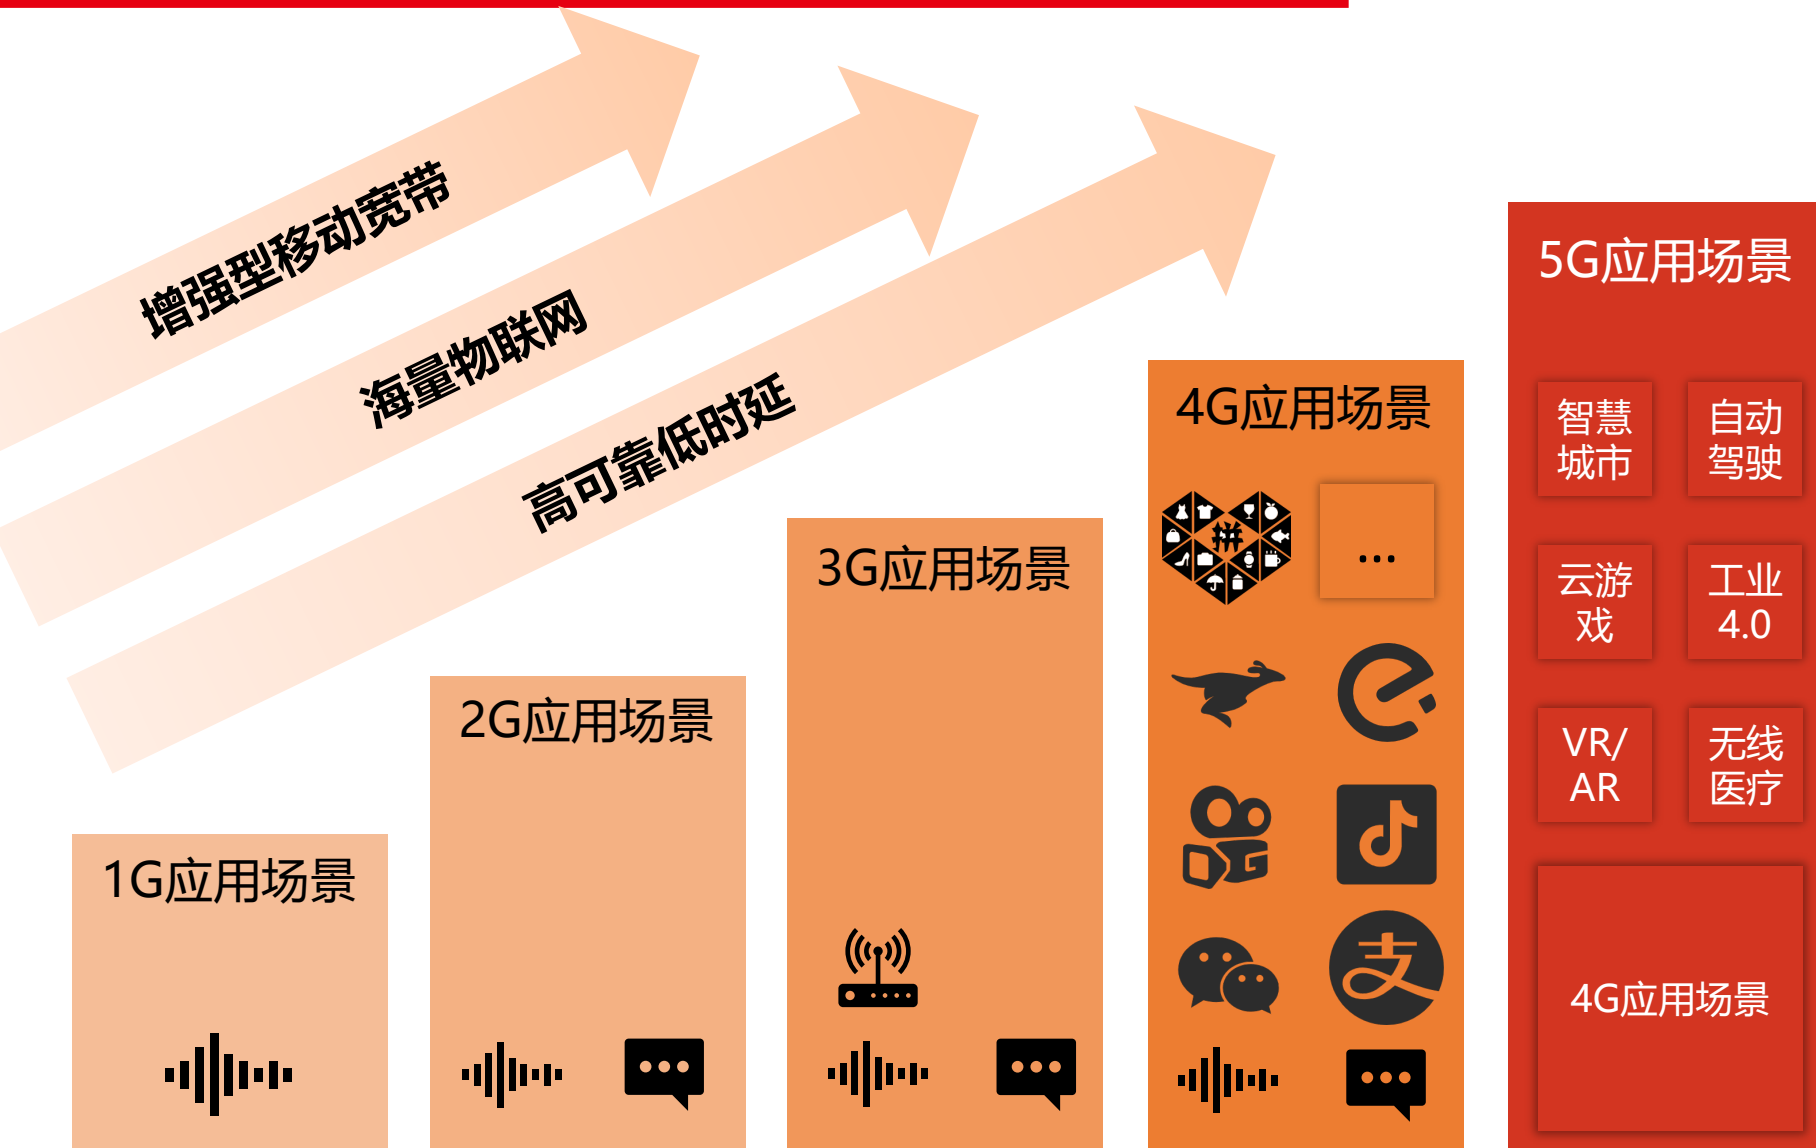 增强型移动宽带
海量物联网
高可靠低时延
1G应用场景
2G应用场景
3G应用场景
4G应用场景
拼
...
支
5G应用场景
智慧
城市
自动
驾驶
云游
戏
工业
4.0
VR/
AR
无线
医疗
4G应用场景